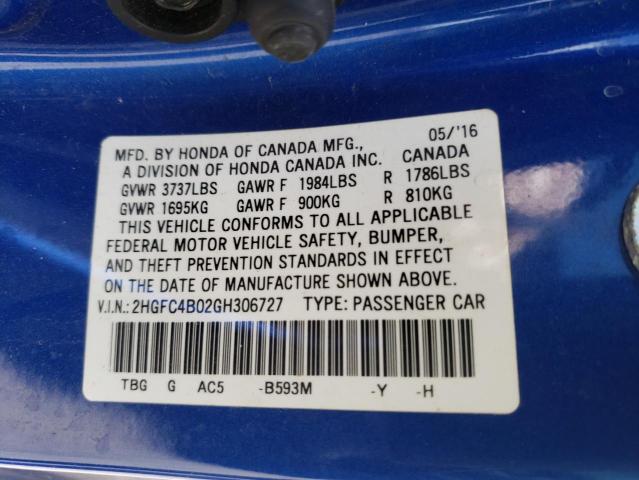 MFD. BY HONDA OF CANADA MFG., 05/'16
A DIVISION OF HONDA CANADA INC. CANADA
GVWR 3737LBS GAWR F 1984LBS R 1786LBS
GVWR 1695KG GAWR F 900KG R 810KG
THIS VEHICLE CONFORMS TO ALL APPLICABLE
FEDERAL MOTOR VEHICLE SAFETY, BUMPER,
AND THEFT PREVENTION STANDARDS IN EFFECT
ON THE DATE OF MANUFACTURE SHOWN ABOVE.
V.I.N.: 2HGFC4B02GH306727 TYPE: PASSENGER CAR
TBG G AC5 -B593M -Y -H